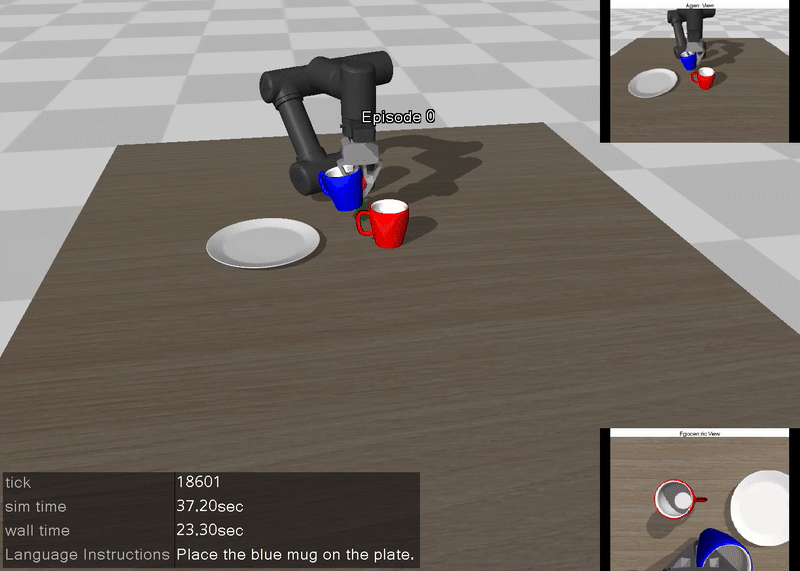 Agent View
Episode 0
Egocentric View
tick 18601
sim time 37.20sec
wall time 23.30sec
Language Instructions Place the blue mug on the plate.